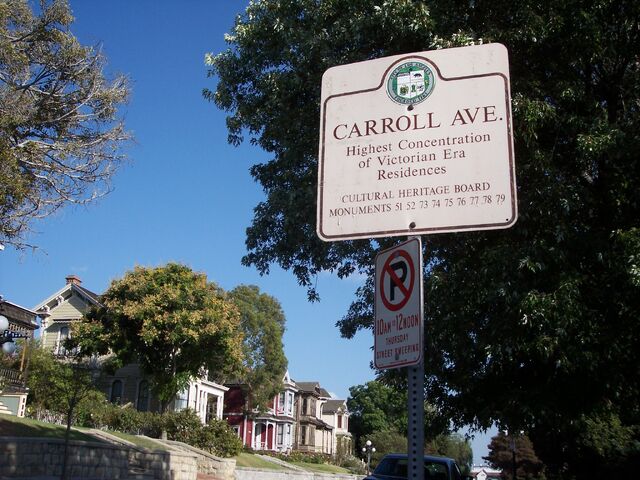 CARROLL AVE.
Highest Concentration
of Victorian Era
Residences
CULTURAL HERITAGE BOARD
MONUMENTS 51 52 73 74 75 76 77 78 79
P
10AM TO 12NOON
THURSDAY
STREET SWEEPING